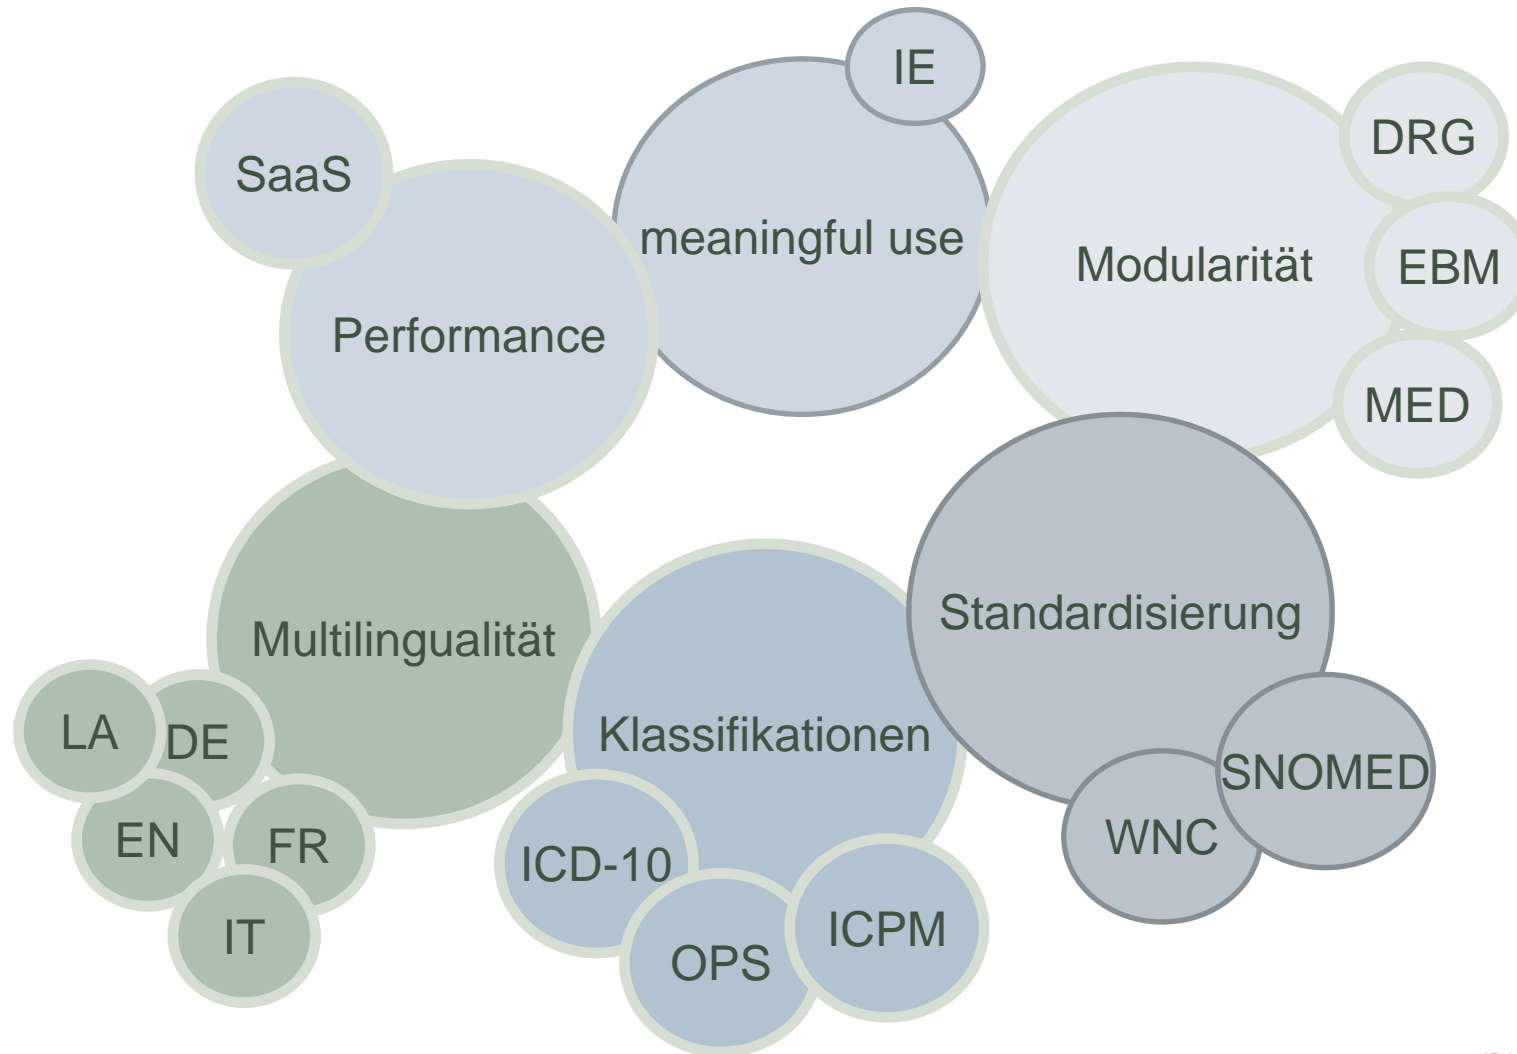 IE
DRG
SaaS
meaningful use
Modularität
EBM
Performance
MED
Standardisierung
Multilingualität
Klassifikationen
LA
DE
SNOMED
EN
FR
WNC
ICD-10
ICPM
IT
OPS